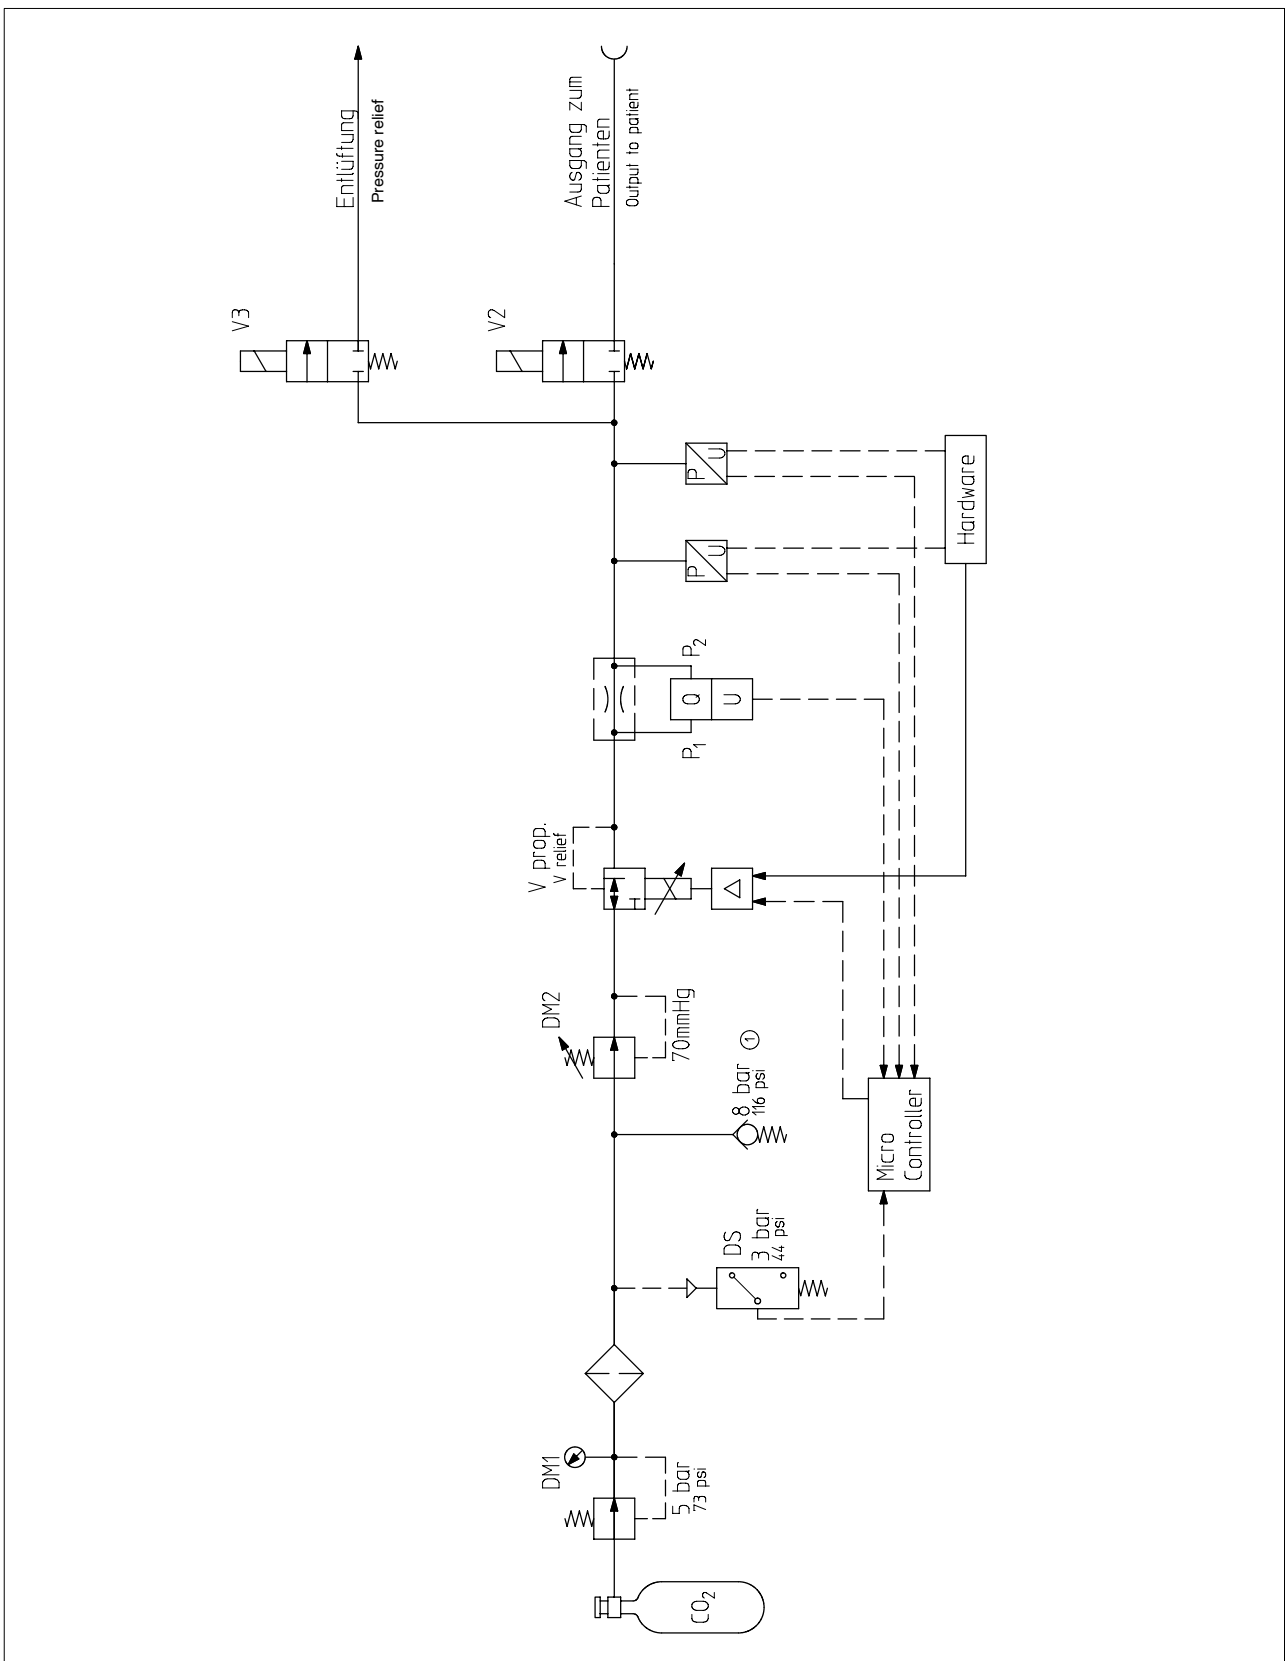 Entlüftung
Pressure relief
Ausgang zum
Patienten
Output to patient
V3
V2
P
U
P
U
Hardware
P1
P2
Q
U
V prop.
V relief
DM2
70mmHg
8 bar ①
116 psi
Micro
Controller
DS
3 bar
44 psi
DM1
5 bar
73 psi
CO₂